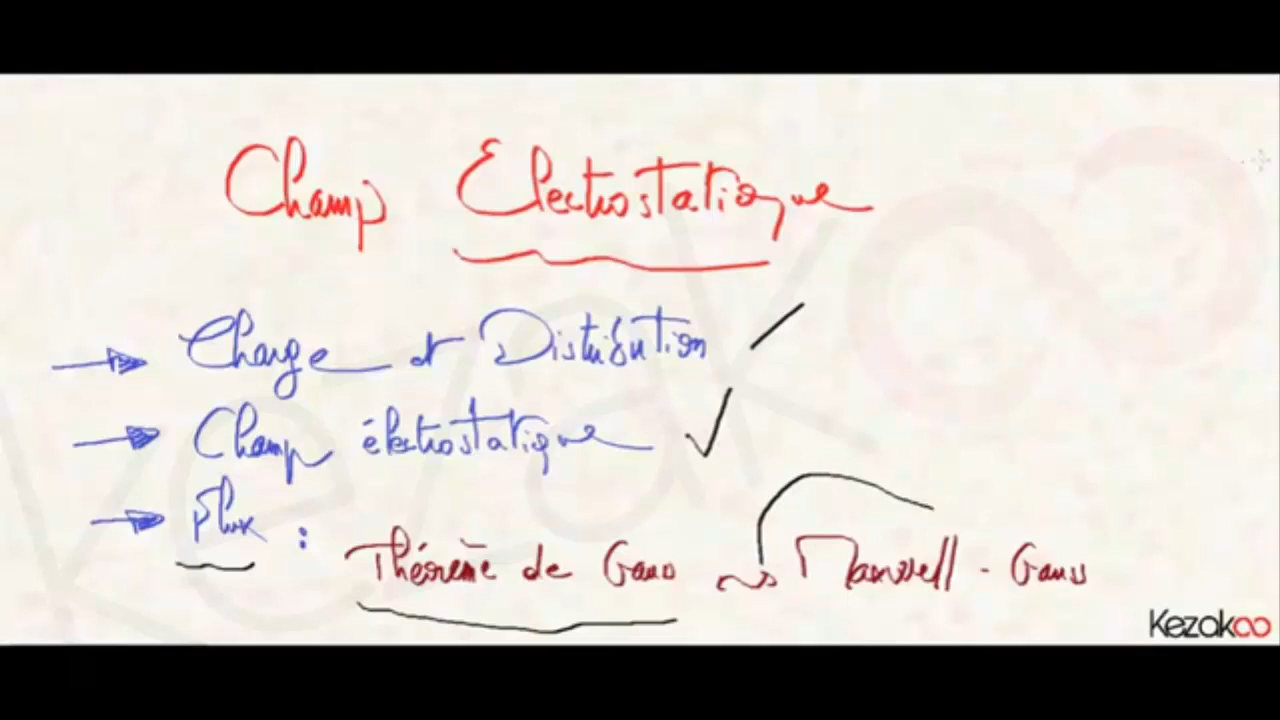 Champ Electrostatique
Charge et Distribution
Champ électrostatique
Flux : Théorème de Gauss ⇝ Maxwell - Gauss
Kezakoo